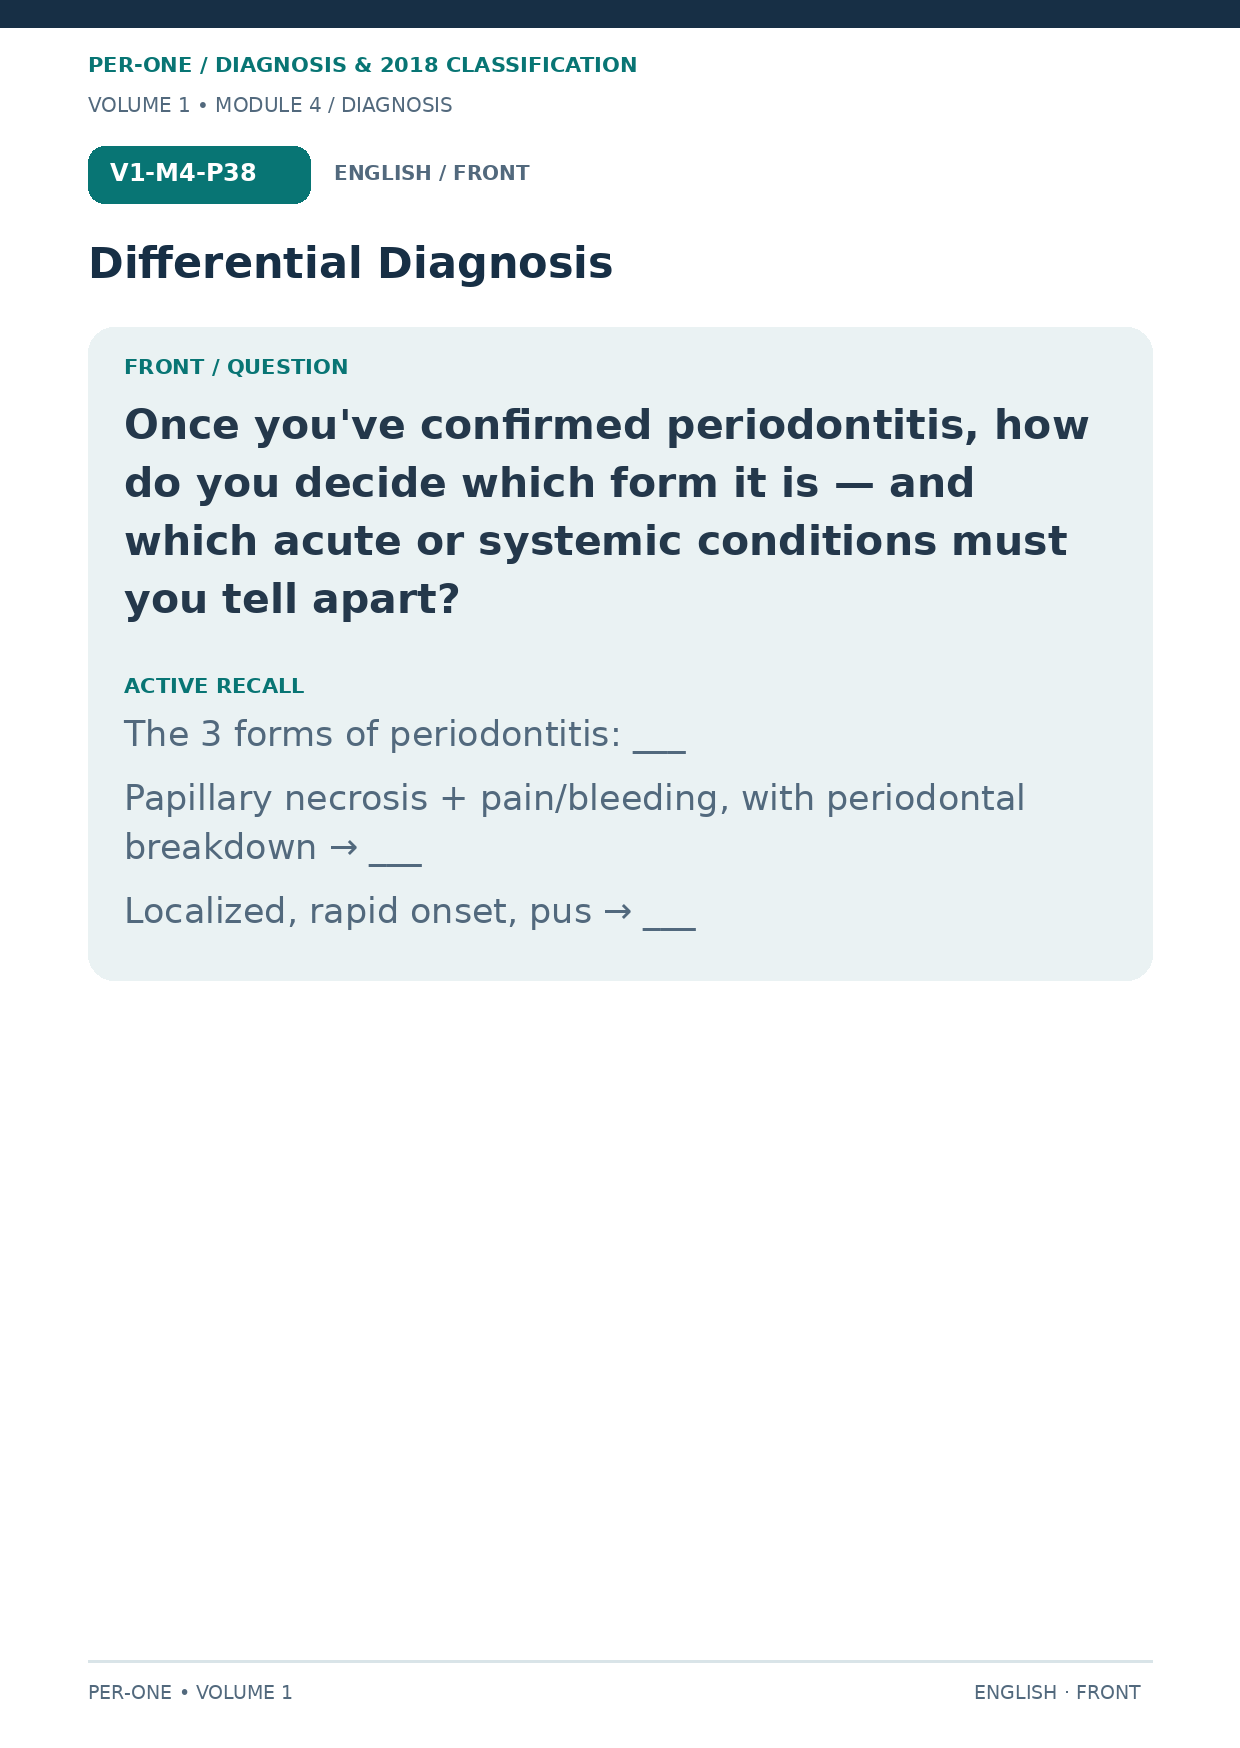 PER-ONE / DIAGNOSIS & 2018 CLASSIFICATION
VOLUME 1 • MODULE 4 / DIAGNOSIS
V1-M4-P38
ENGLISH / FRONT
Differential Diagnosis
FRONT / QUESTION
Once you've confirmed periodontitis, how
do you decide which form it is — and
which acute or systemic conditions must
you tell apart?
ACTIVE RECALL
The 3 forms of periodontitis: ___
Papillary necrosis + pain/bleeding, with periodontal
breakdown → ___
Localized, rapid onset, pus → ___
PER-ONE • VOLUME 1
ENGLISH · FRONT